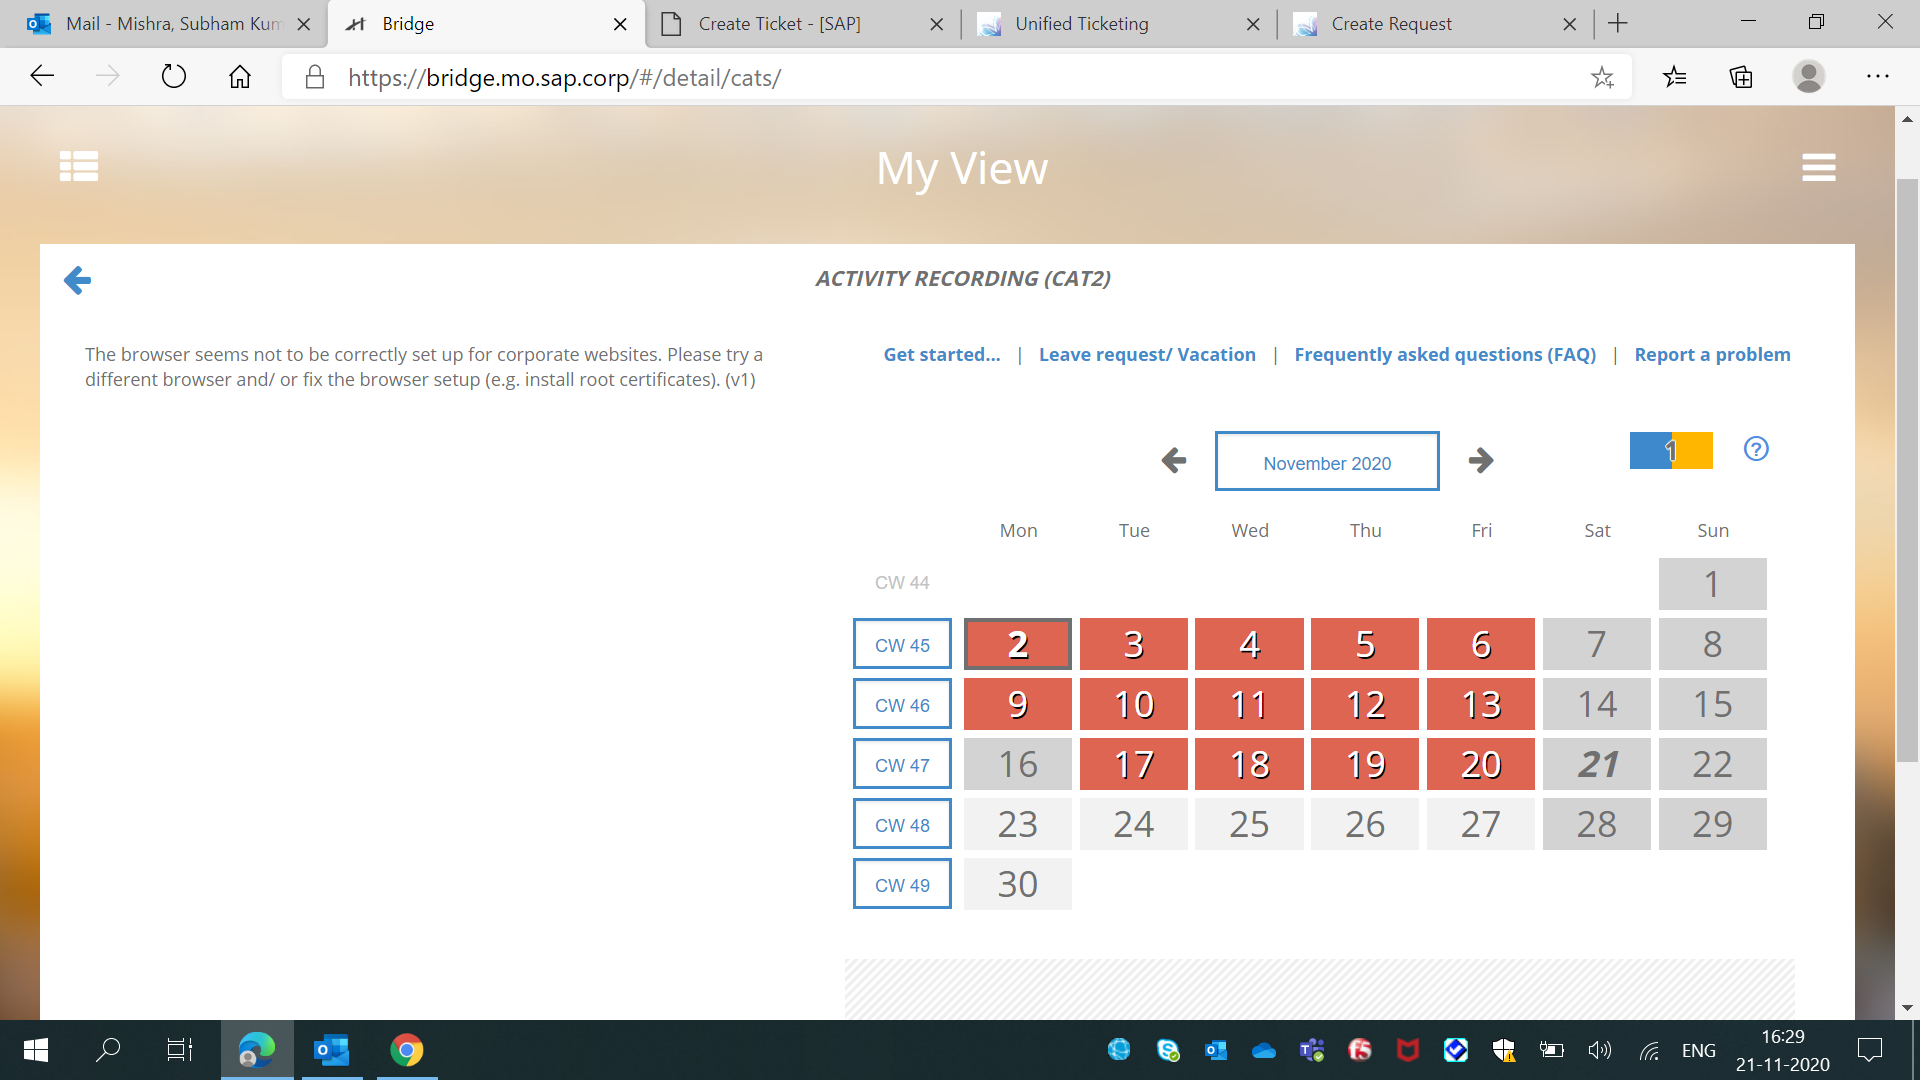 Mail - Mishra, Subham Kum
Bridge
Create Ticket - [SAP]
Unified Ticketing
Create Request
https://bridge.mo.sap.corp/#/detail/cats/
My View
ACTIVITY RECORDING (CAT2)
The browser seems not to be correctly set up for corporate websites. Please try a
different browser and/ or fix the browser setup (e.g. install root certificates). (v1)
Get started... | Leave request/ Vacation | Frequently asked questions (FAQ) | Report a problem
November 2020
1
?
Mon Tue Wed Thu Fri Sat Sun
CW 44 1
CW 45 2 3 4 5 6 7 8
CW 46 9 10 11 12 13 14 15
CW 47 16 17 18 19 20 21 22
CW 48 23 24 25 26 27 28 29
CW 49 30
ENG
16:29
21-11-2020